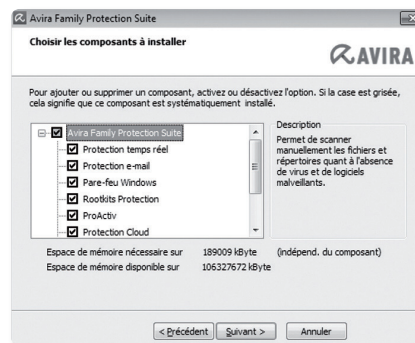 Avira Family Protection Suite
Choisir les composants à installer
AVIRA
Pour ajouter ou supprimer un composant, activez ou désactivez l'option. Si la case est grisée,
cela signifie que ce composant est systématiquement installé.
Avira Family Protection Suite
Protection temps réel
Protection e-mail
Pare-feu Windows
Rootkits Protection
ProActiv
Protection Cloud
Description
Permet de scanner
manuellement les fichiers et
répertoires quant à l'absence
de virus et de logiciels
malveillants.
Espace de mémoire nécessaire sur 189009 kByte (indépend. du composant)
Espace de mémoire disponible sur 106327672 kByte
< Précédent Suivant > Annuler